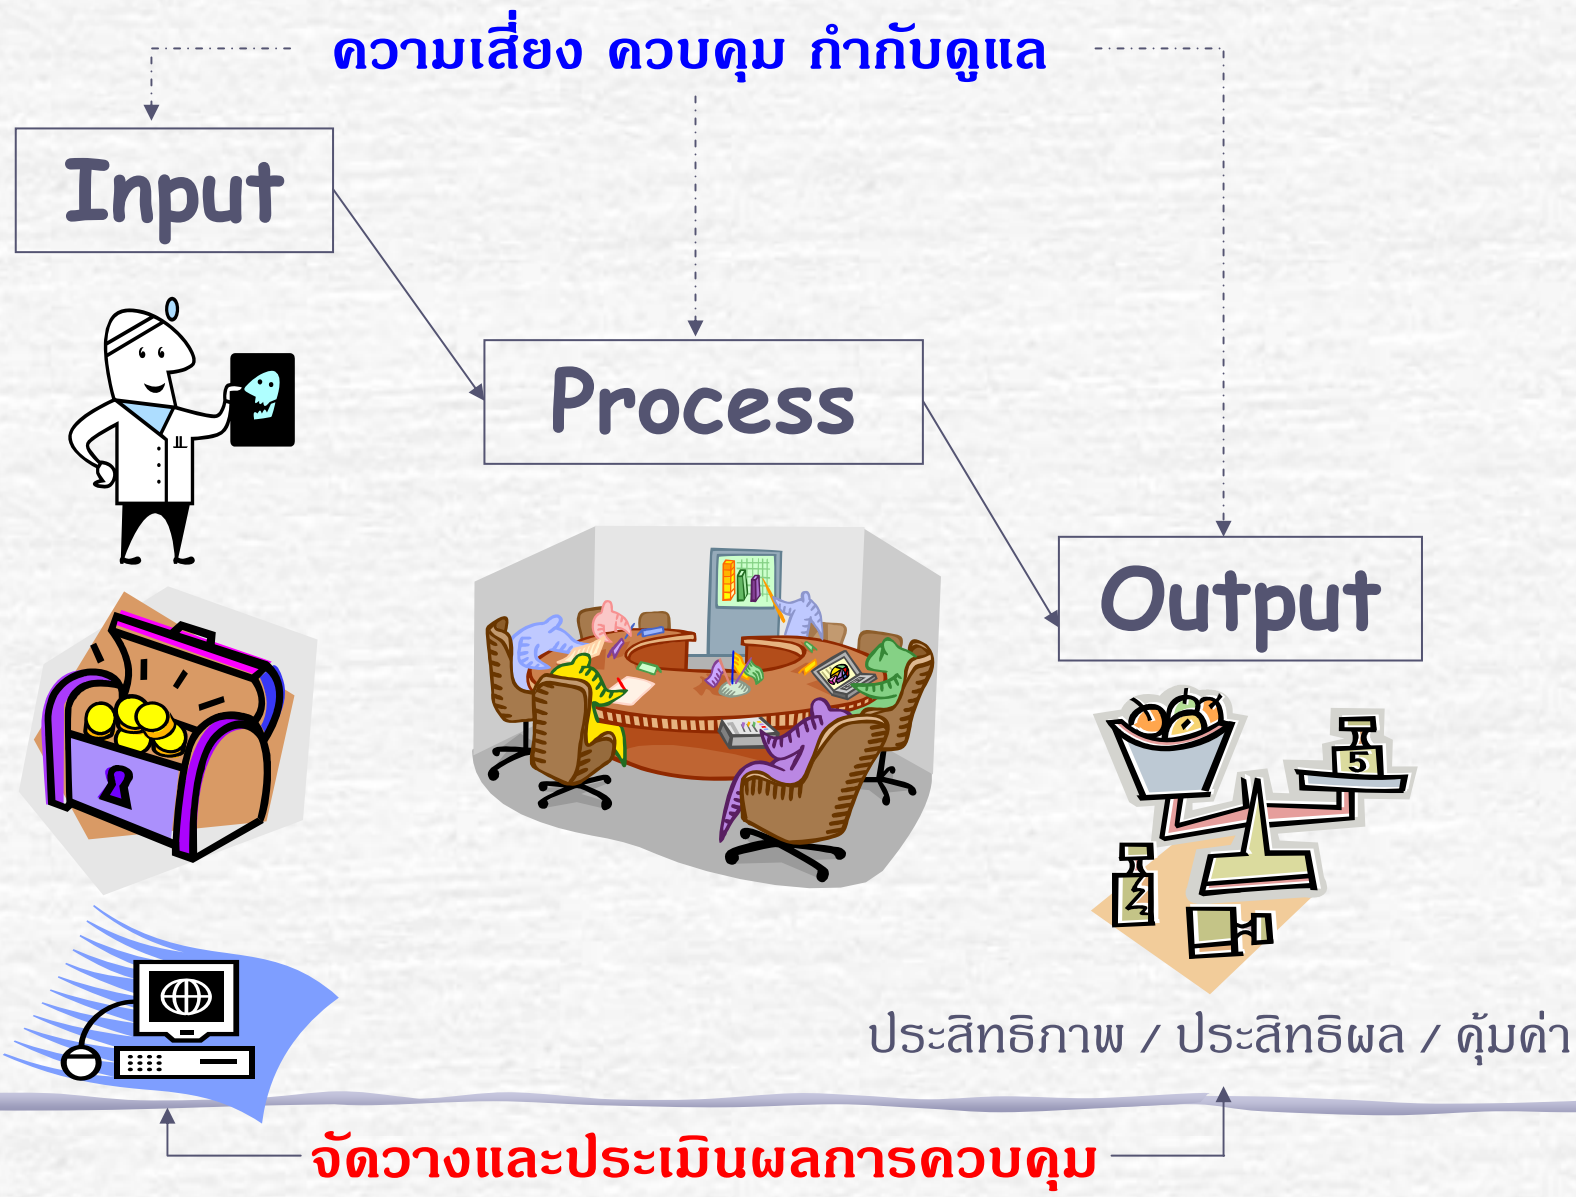 ความเสี่ยง ควบคุม กำกับดูแล
Input
Process
Output
5
2
ประสิทธิภาพ / ประสิทธิผล / คุ้มค่า
จัดวางและประเมินผลการควบคุม